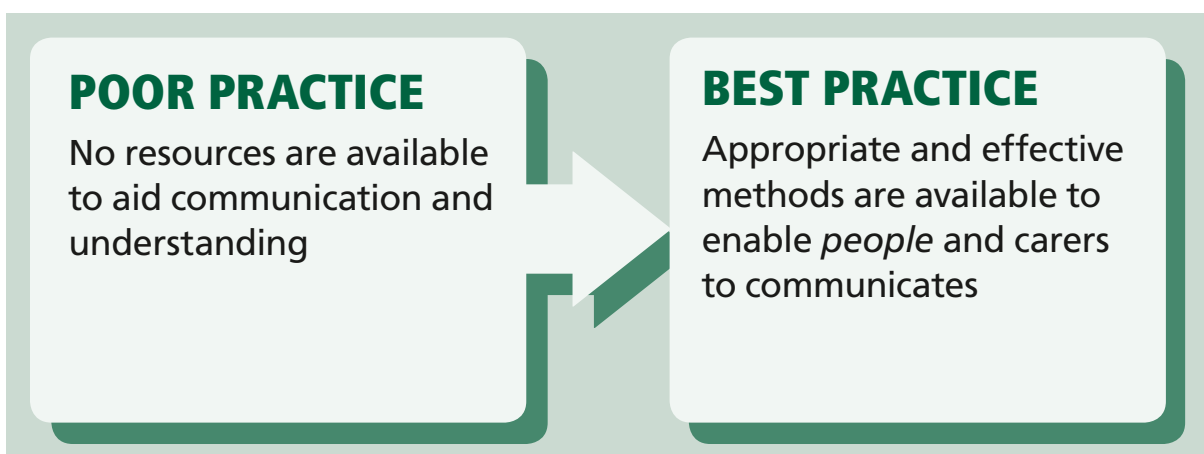 POOR PRACTICE
No resources are available
to aid communication and
understanding
BEST PRACTICE
Appropriate and effective
methods are available to
enable people and carers
to communicates